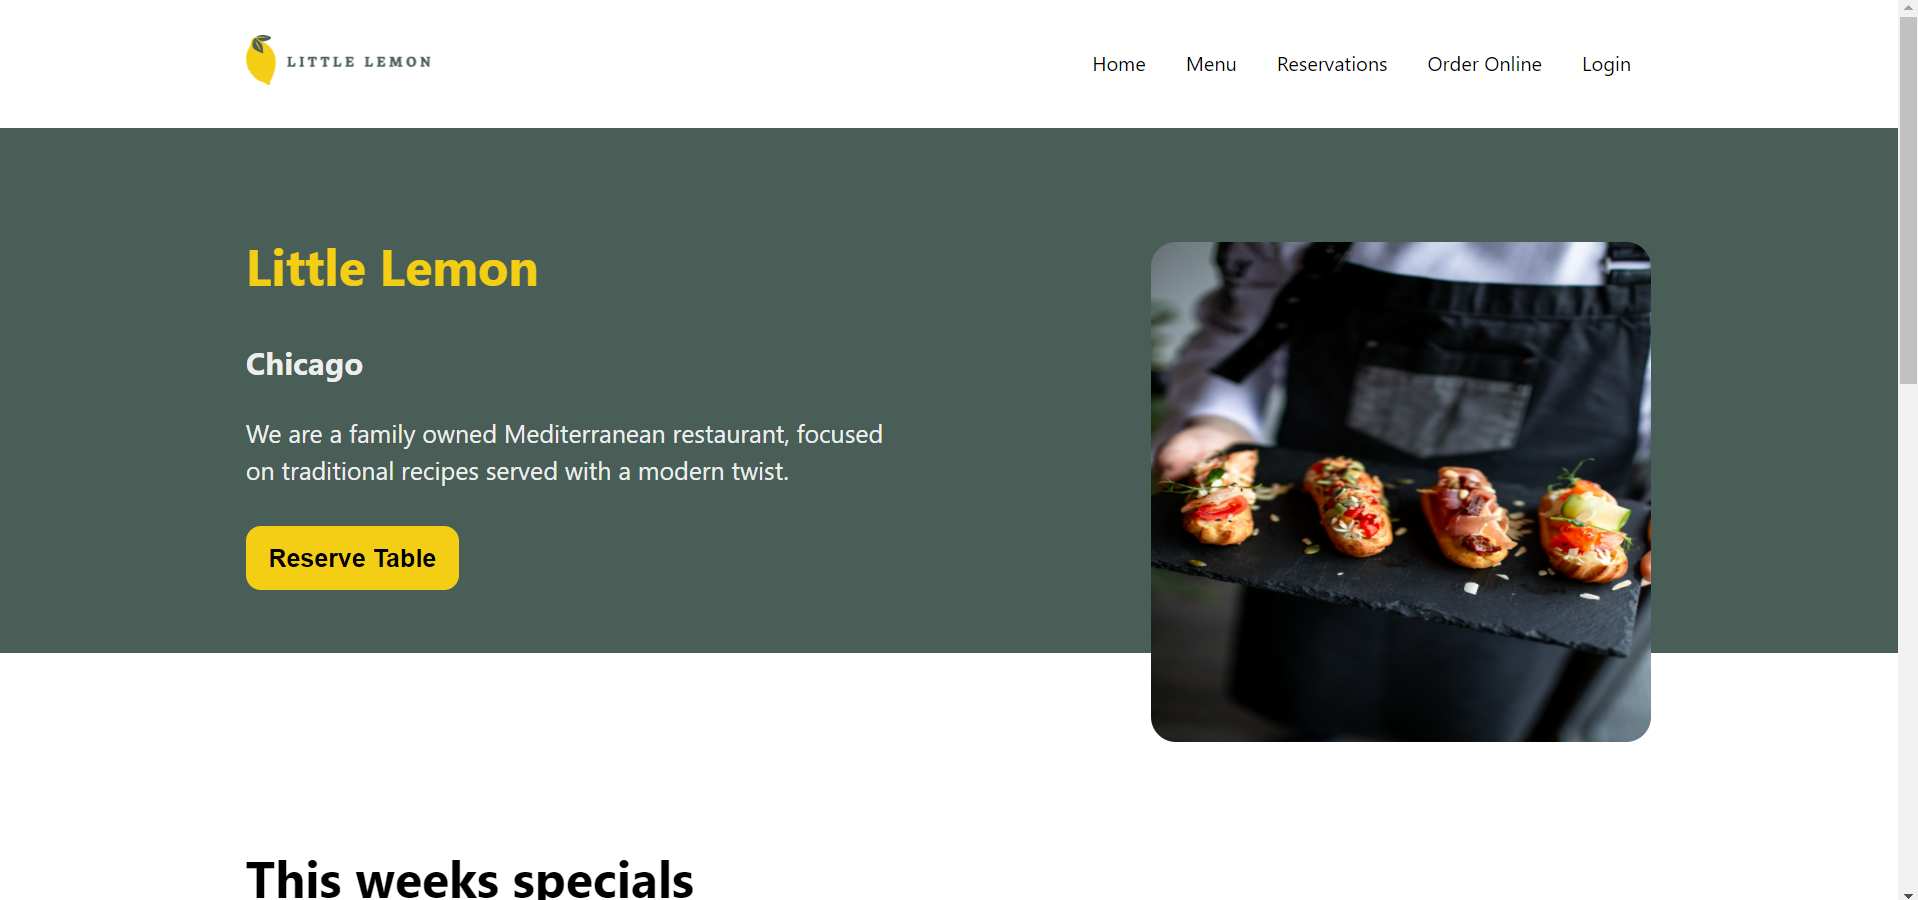 LITTLE LEMON
Home
Menu
Reservations
Order Online
Login
Little Lemon
Chicago
We are a family owned Mediterranean restaurant, focused
on traditional recipes served with a modern twist.
Reserve Table
This weeks specials